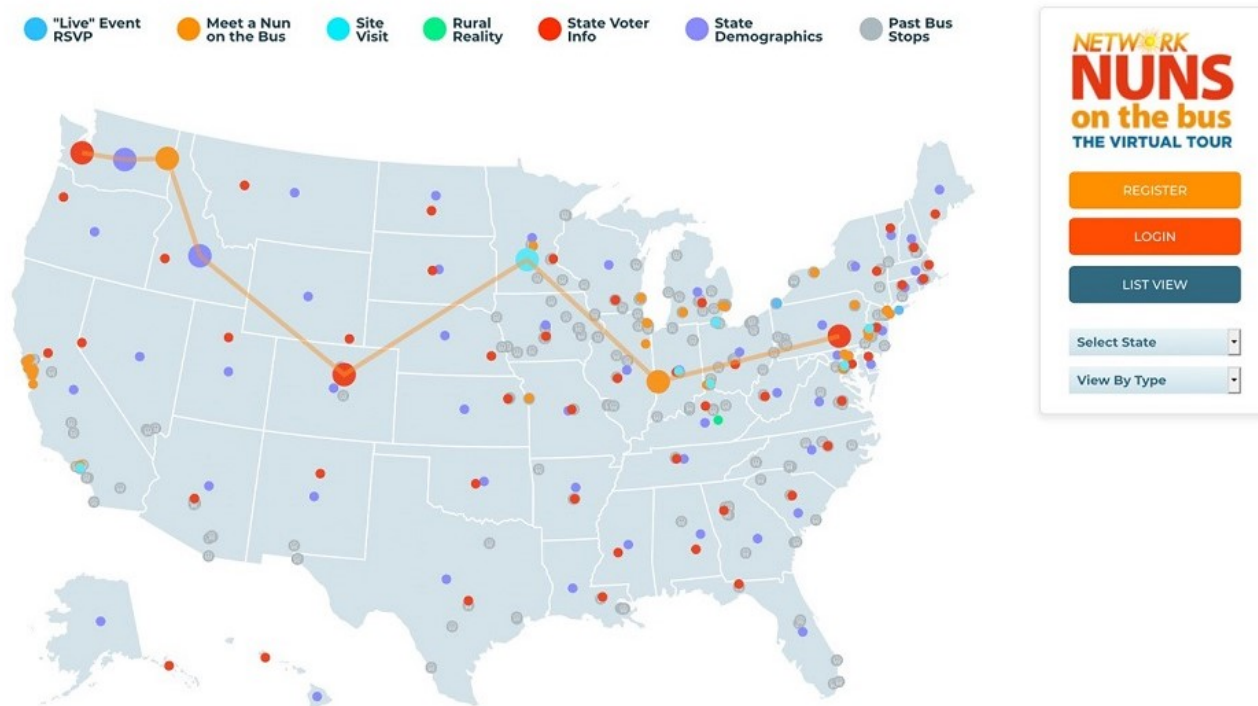 "Live" Event
RSVP
Meet a Nun
on the Bus
Site
Visit
Rural
Reality
State Voter
Info
State
Demographics
Past Bus
Stops
NETWORK
NUNS
on the bus
THE VIRTUAL TOUR
REGISTER
LOGIN
LIST VIEW
Select State
View By Type